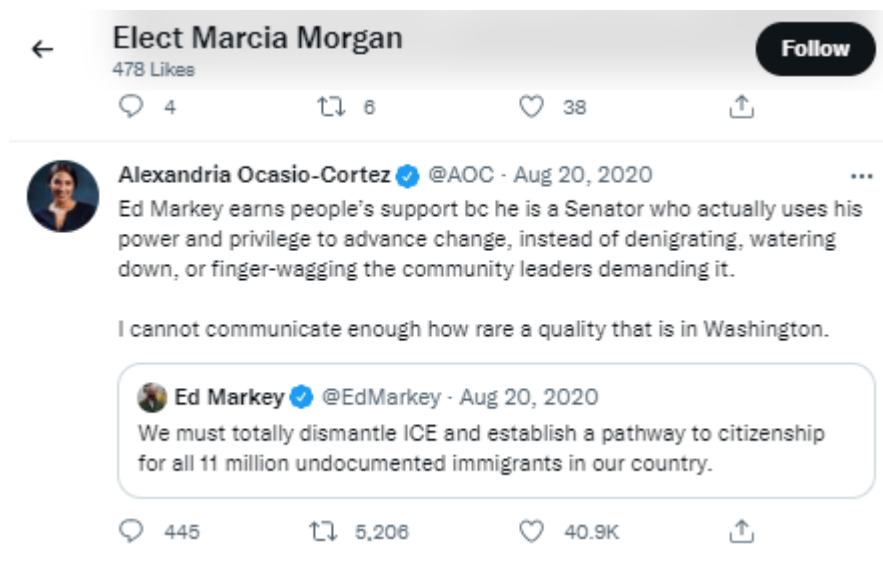 Elect Marcia Morgan
478 Likes
Follow
4 6 38
Alexandria Ocasio-Cortez @AOC · Aug 20, 2020
Ed Markey earns people's support bc he is a Senator who actually uses his
power and privilege to advance change, instead of denigrating, watering
down, or finger-wagging the community leaders demanding it.
I cannot communicate enough how rare a quality that is in Washington.
Ed Markey @EdMarkey · Aug 20, 2020
We must totally dismantle ICE and establish a pathway to citizenship
for all 11 million undocumented immigrants in our country.
445 5,206 40.9K